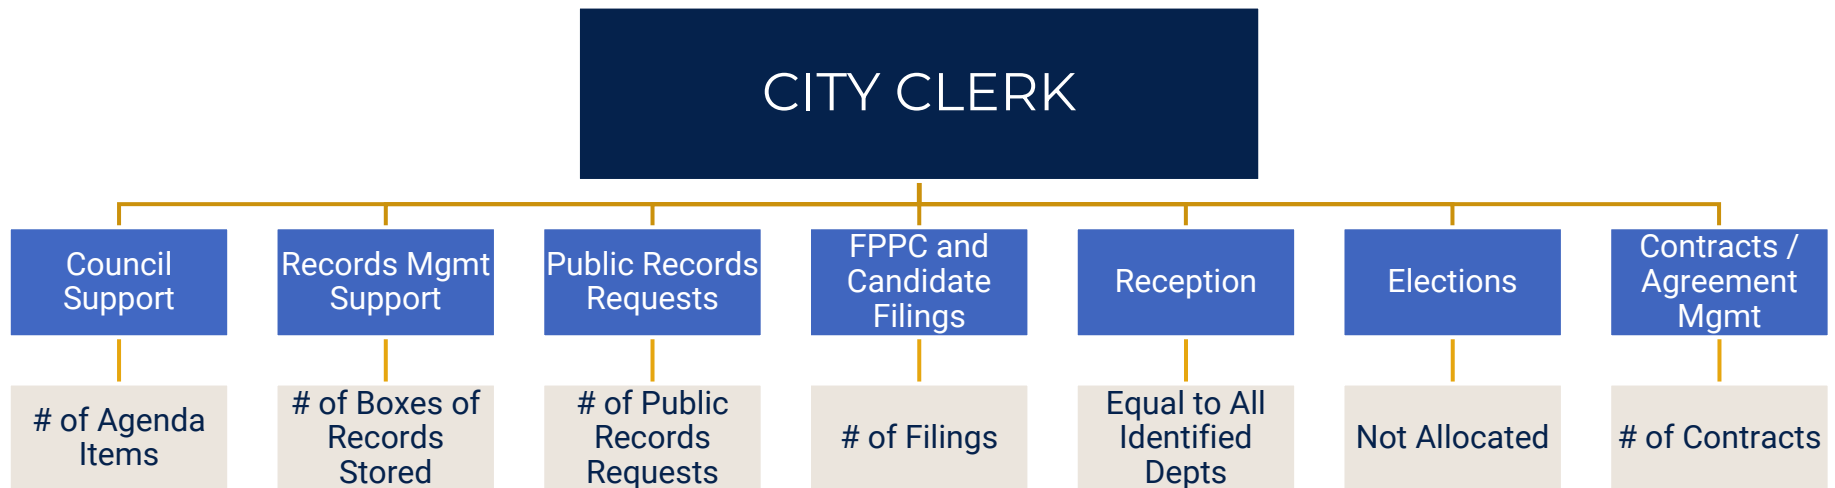 CITY CLERK
Council
Support
Records Mgmt
Support
Public Records
Requests
FPPC and
Candidate
Filings
Reception
Elections
Contracts /
Agreement
Mgmt
# of Agenda
Items
# of Boxes of
Records
Stored
# of Public
Records
Requests
# of Filings
Equal to All
Identified
Depts
Not Allocated
# of Contracts